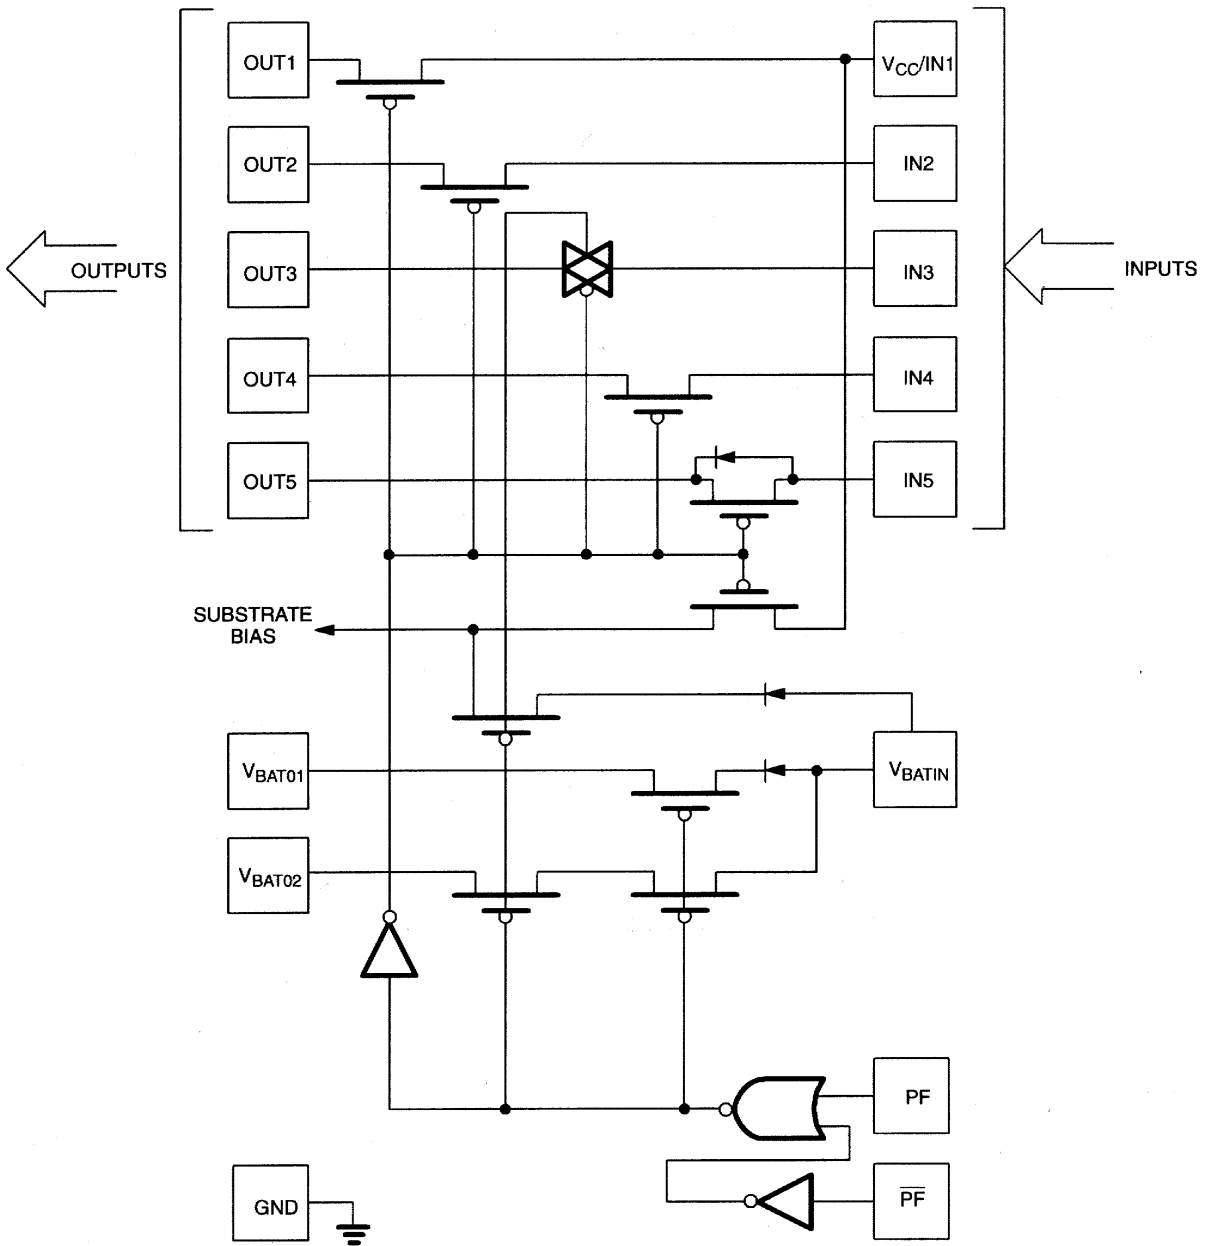 OUT1
VCC/IN1
OUT2
IN2
OUTPUTS
OUT3
IN3
INPUTS
OUT4
IN4
OUT5
IN5
SUBSTRATE
BIAS
VBAT01
VBATIN
VBAT02
PF
GND
P̅F̅